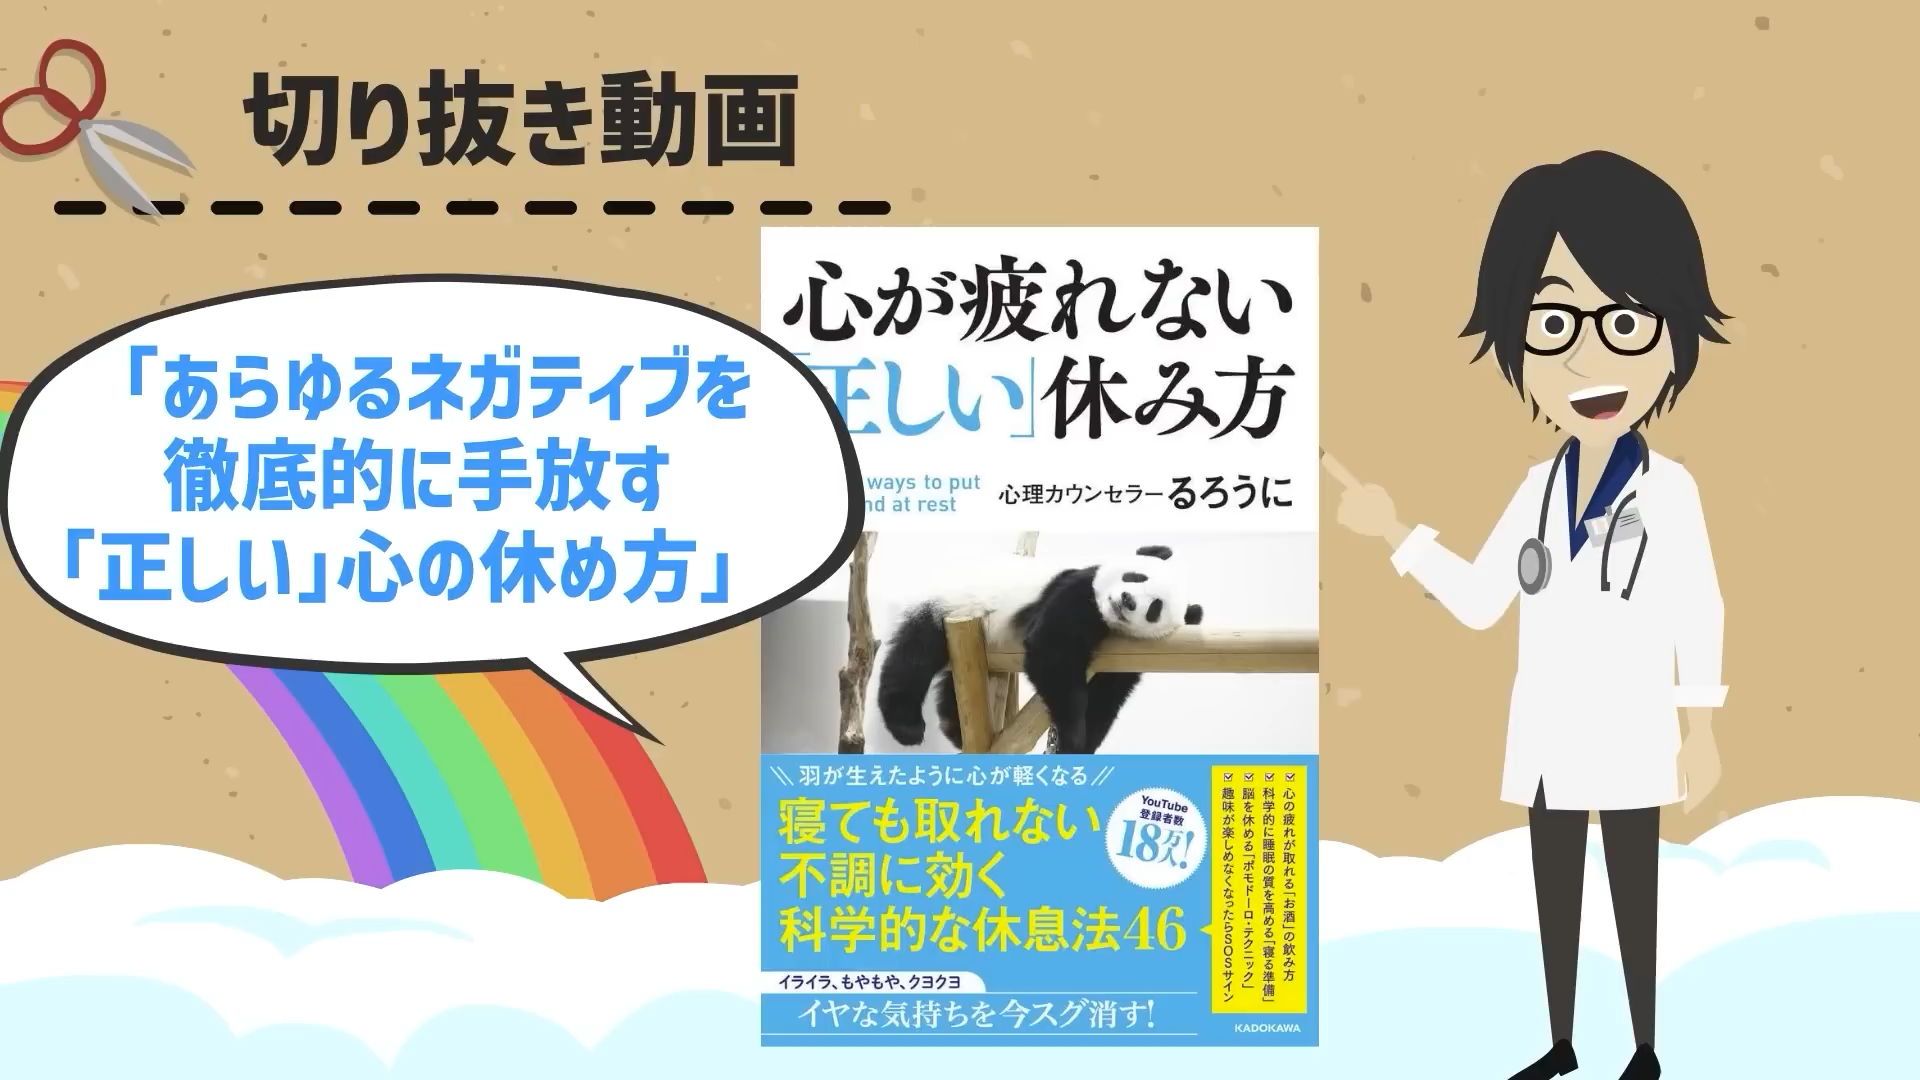 切り抜き動画
「あらゆるネガティブを
徹底的に手放す
「正しい」心の休め方」
心が疲れない
正しい」休み方
ways to put
nd at rest
心理カウンセラーるろうに
羽が生えたように心が軽くなる
寝ても取れない
不調に効く
科学的な休息法46
YouTube
登録者数
18万人!
心の疲れが取れる「お酒」の飲み方
科学的に睡眠の質を高める「寝る準備」
脳を休める「ポモドーロ・テクニック」
趣味が楽しめなくなったらSOSサイン
イライラ、もやもや、クヨクヨ
イヤな気持ちを今スグ消す!
KADOKAWA